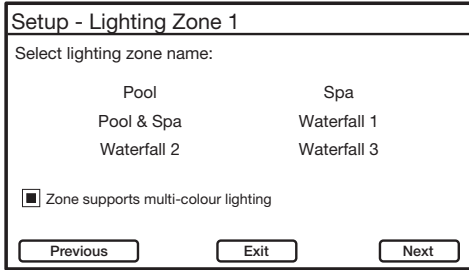 Setup - Lighting Zone 1
Select lighting zone name:
Pool Spa
Pool & Spa Waterfall 1
Waterfall 2 Waterfall 3
Zone supports multi-colour lighting
Previous Exit Next